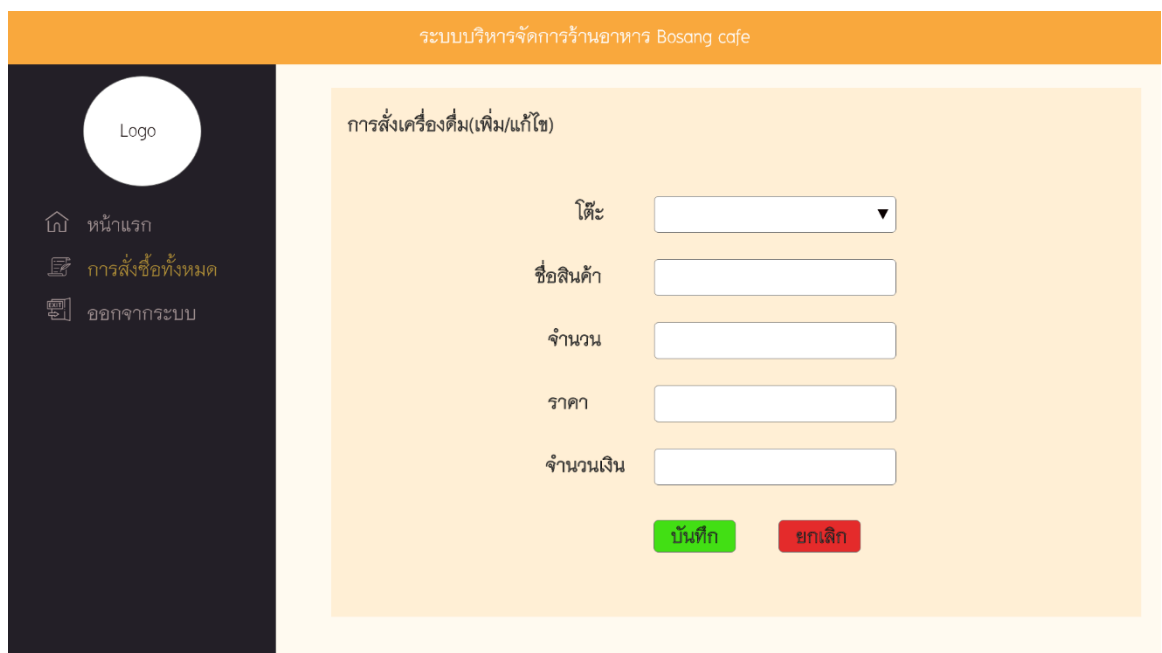 ระบบบริหารจัดการร้านอาหาร Bosang cafe
Logo
หน้าแรก
การสั่งซื้อทั้งหมด
EXIT
ออกจากระบบ
การสั่งเครื่องดื่ม(เพิ่ม/แก้ไข)
โต๊ะ
ชื่อสินค้า
จำนวน
ราคา
จำนวนเงิน
บันทึก
ยกเลิก